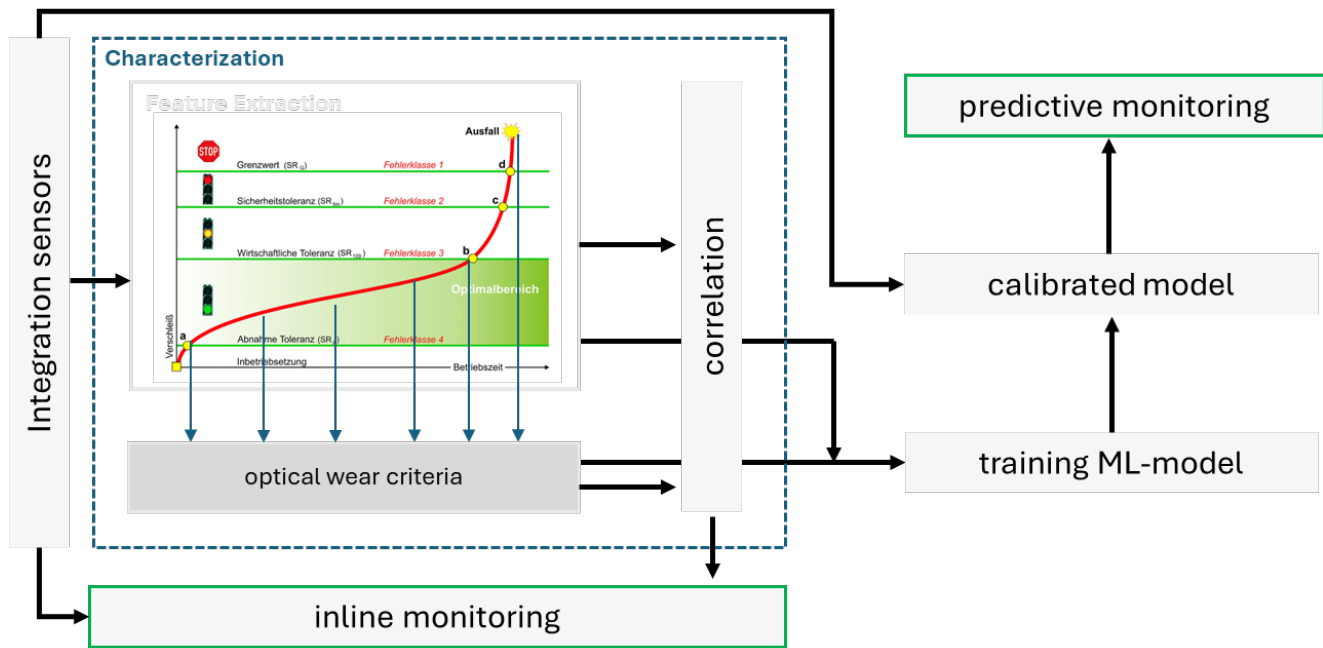 Integration sensors
Characterization
Feature Extraction
Ausfall
STOP
Grenzwert (SR G)
Fehlerklasse 1
d
Sicherheitstoleranz (SR
Fehlerklasse 2
c
Wirtschaftliche Toleranz (SR 100)
Fehlerklasse 3
b
Optimalbereich
Verschleiß
a
Abnahme Toleranz (SR
Fehlerklasse 4
Inbetriebsetzung
Betriebszeit
optical wear criteria
correlation
inline monitoring
predictive monitoring
calibrated model
training ML-model